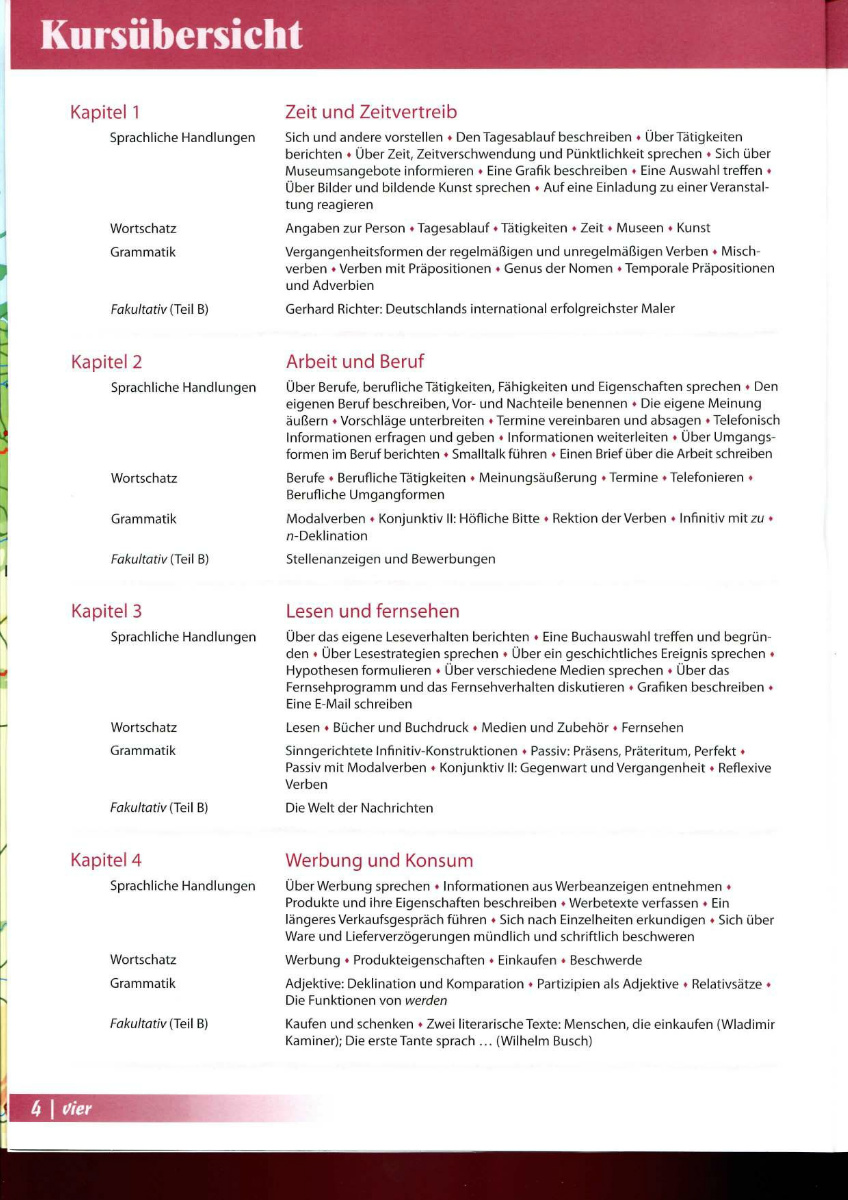 Kursübersicht
Kapitel 1 Zeit und Zeitvertreib
Sprachliche Handlungen Sich und andere vorstellen • Den Tagesablauf beschreiben • Über Tätigkeiten
berichten • Über Zeit, Zeitverschwendung und Pünktlichkeit sprechen • Sich über
Museumsangebote informieren • Eine Grafik beschreiben • Eine Auswahl treffen •
Über Bilder und bildende Kunst sprechen • Auf eine Einladung zu einer Veranstal-
tung reagieren
Wortschatz Angaben zur Person • Tagesablauf • Tätigkeiten • Zeit • Museen • Kunst
Grammatik Vergangenheitsformen der regelmäßigen und unregelmäßigen Verben • Misch-
verben • Verben mit Präpositionen • Genus der Nomen • Temporale Präpositionen
und Adverbien
Fakultativ (Teil B) Gerhard Richter: Deutschlands international erfolgreichster Maler
Kapitel 2 Arbeit und Beruf
Sprachliche Handlungen Über Berufe, berufliche Tätigkeiten, Fähigkeiten und Eigenschaften sprechen • Den
eigenen Beruf beschreiben, Vor- und Nachteile benennen • Die eigene Meinung
äußern • Vorschläge unterbreiten • Termine vereinbaren und absagen • Telefonisch
Informationen erfragen und geben • Informationen weiterleiten • Über Umgangs-
formen im Beruf berichten • Smalltalk führen • Einen Brief über die Arbeit schreiben
Wortschatz Berufe • Berufliche Tätigkeiten • Meinungsäußerung • Termine • Telefonieren •
Berufliche Umgangformen
Grammatik Modalverben • Konjunktiv II: Höfliche Bitte • Rektion der Verben • Infinitiv mit zu •
n-Deklination
Fakultativ (Teil B) Stellenanzeigen und Bewerbungen
Kapitel 3 Lesen und fernsehen
Sprachliche Handlungen Über das eigene Leseverhalten berichten • Eine Buchauswahl treffen und begrün-
den • Über Lesestrategien sprechen • Über ein geschichtliches Ereignis sprechen •
Hypothesen formulieren • Über verschiedene Medien sprechen • Über das
Fernsehprogramm und das Fernsehverhalten diskutieren • Grafiken beschreiben •
Eine E-Mail schreiben
Wortschatz Lesen • Bücher und Buchdruck • Medien und Zubehör • Fernsehen
Grammatik Sinngerichtete Infinitiv-Konstruktionen • Passiv: Präsens, Präteritum, Perfekt •
Passiv mit Modalverben • Konjunktiv II: Gegenwart und Vergangenheit • Reflexive
Verben
Fakultativ (Teil B) Die Welt der Nachrichten
Kapitel 4 Werbung und Konsum
Sprachliche Handlungen Über Werbung sprechen • Informationen aus Werbeanzeigen entnehmen •
Produkte und ihre Eigenschaften beschreiben • Werbetexte verfassen • Ein
längeres Verkaufsgespräch führen • Sich nach Einzelheiten erkundigen • Sich über
Ware und Lieferverzögerungen mündlich und schriftlich beschweren
Wortschatz Werbung • Produkteigenschaften • Einkaufen • Beschwerde
Grammatik Adjektive: Deklination und Komparation • Partizipien als Adjektive • Relativsätze •
Die Funktionen von werden
Fakultativ (Teil B) Kaufen und schenken • Zwei literarische Texte: Menschen, die einkaufen (Wladimir
Kaminer); Die erste Tante sprach ... (Wilhelm Busch)
4 | vier